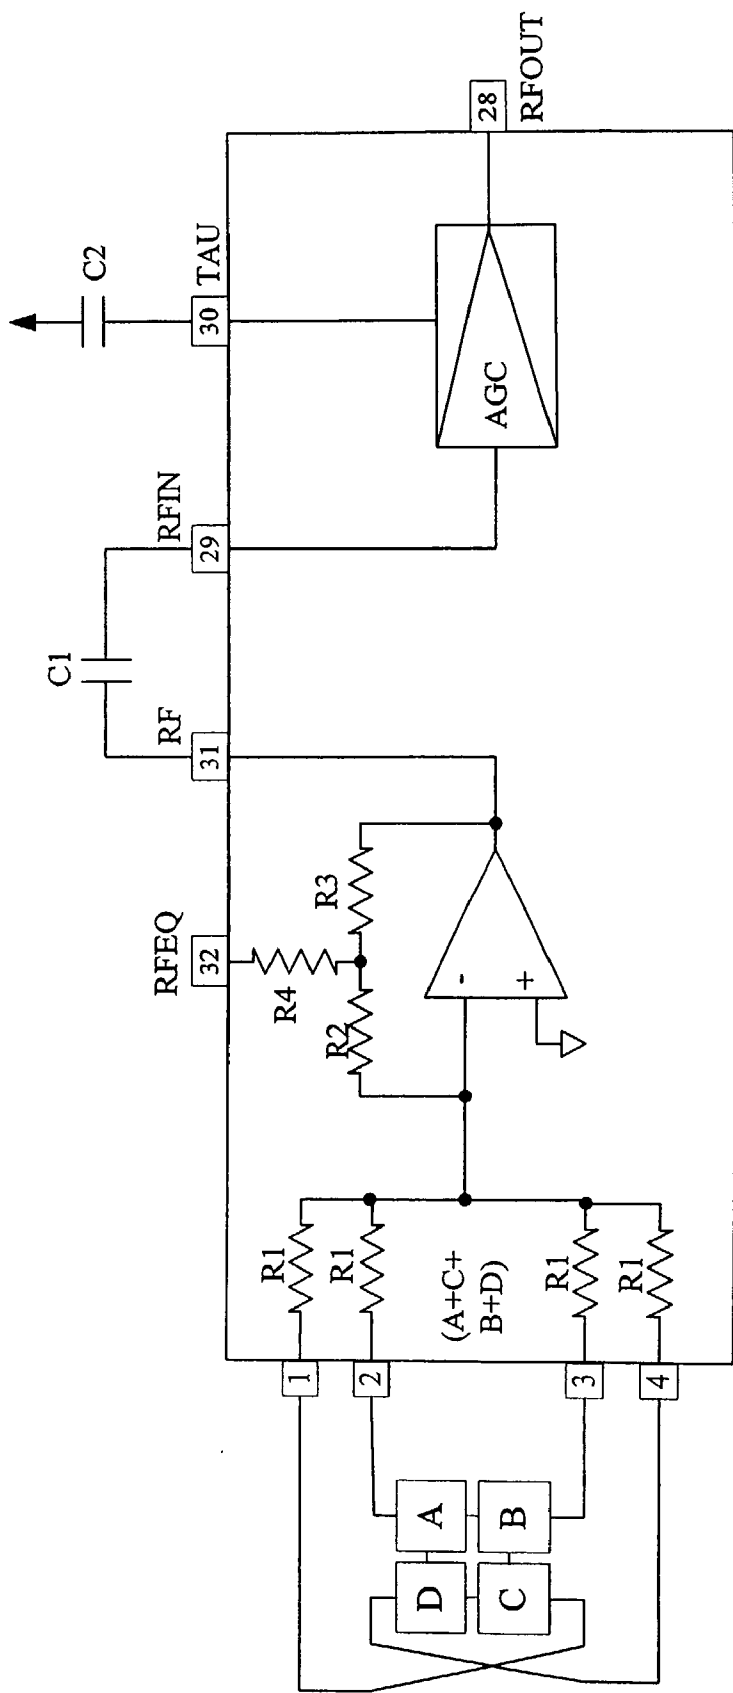 C2
C1
30
TAU
29
RFIN
31
RF
32
RFEQ
28
RFOUT
AGC
R4
R2
R3
-
+
R1
R1
(A+C+
B+D)
R1
R1
1
2
3
4
D
A
C
B